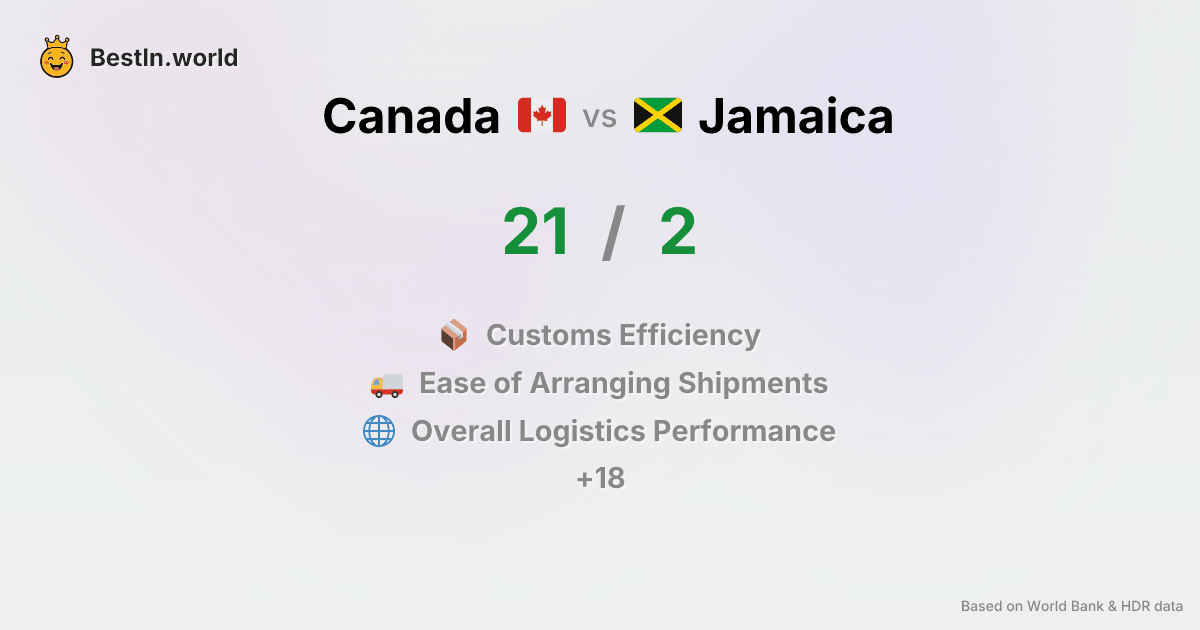 BestIn.world
Canada vs Jamaica
21 / 2
Customs Efficiency
Ease of Arranging Shipments
Overall Logistics Performance
+18
Based on World Bank & HDR data